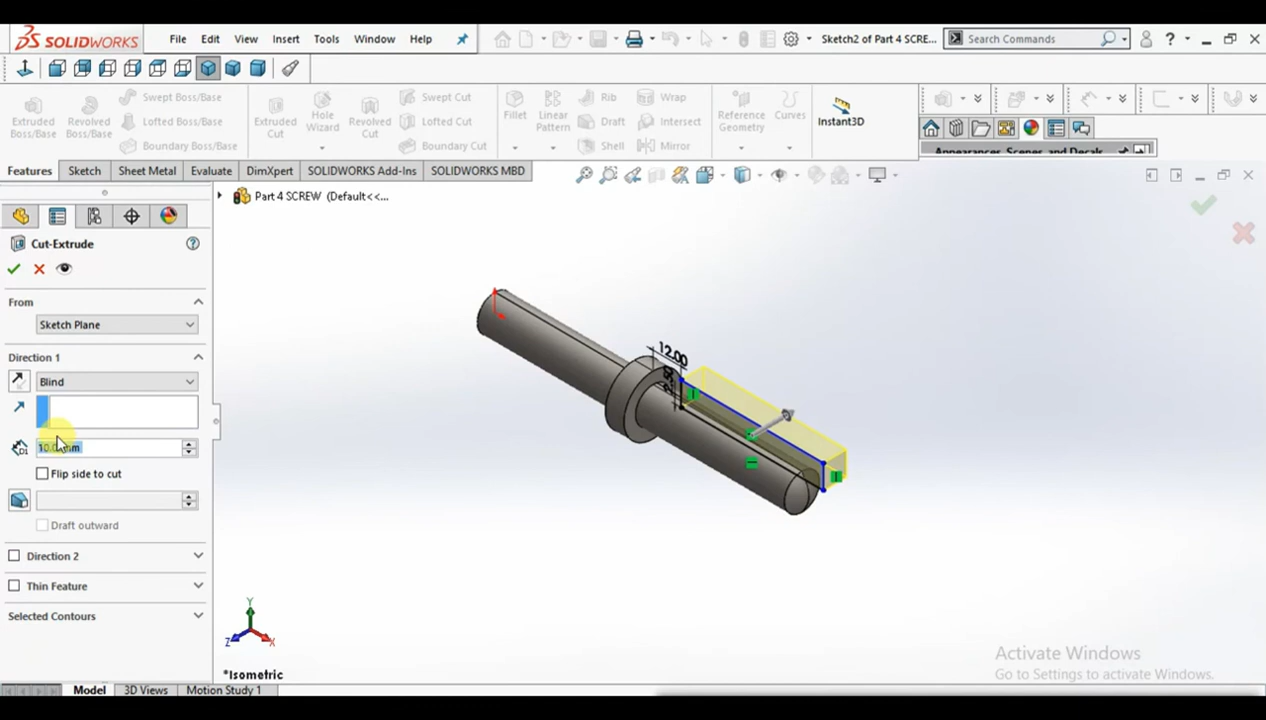 SOLIDWORKS
File Edit View Insert Tools Window Help
Sketch2 of Part 4 SCRE...
Search Commands
Extruded Boss/Base
Revolved Boss/Base
Swept Boss/Base
Lofted Boss/Base
Boundary Boss/Base
Extruded Cut
Hole Wizard
Revolved Cut
Swept Cut
Lofted Cut
Boundary Cut
Fillet
Linear Pattern
Rib
Draft
Shell
Wrap
Intersect
Mirror
Reference Geometry
Curves
Instant3D
Appearances, Scenes, and Decals
Features Sketch Sheet Metal Evaluate DimXpert SOLIDWORKS Add-Ins SOLIDWORKS MBD
Part 4 SCREW (Default<<...
Cut-Extrude
From
Sketch Plane
Direction 1
Blind
Flip side to cut
Draft outward
Direction 2
Thin Feature
Selected Contours
12.00
Y
Z
X
*Isometric
Activate Windows
Go to Settings to activate Windows.
Model 3D Views Motion Study 1